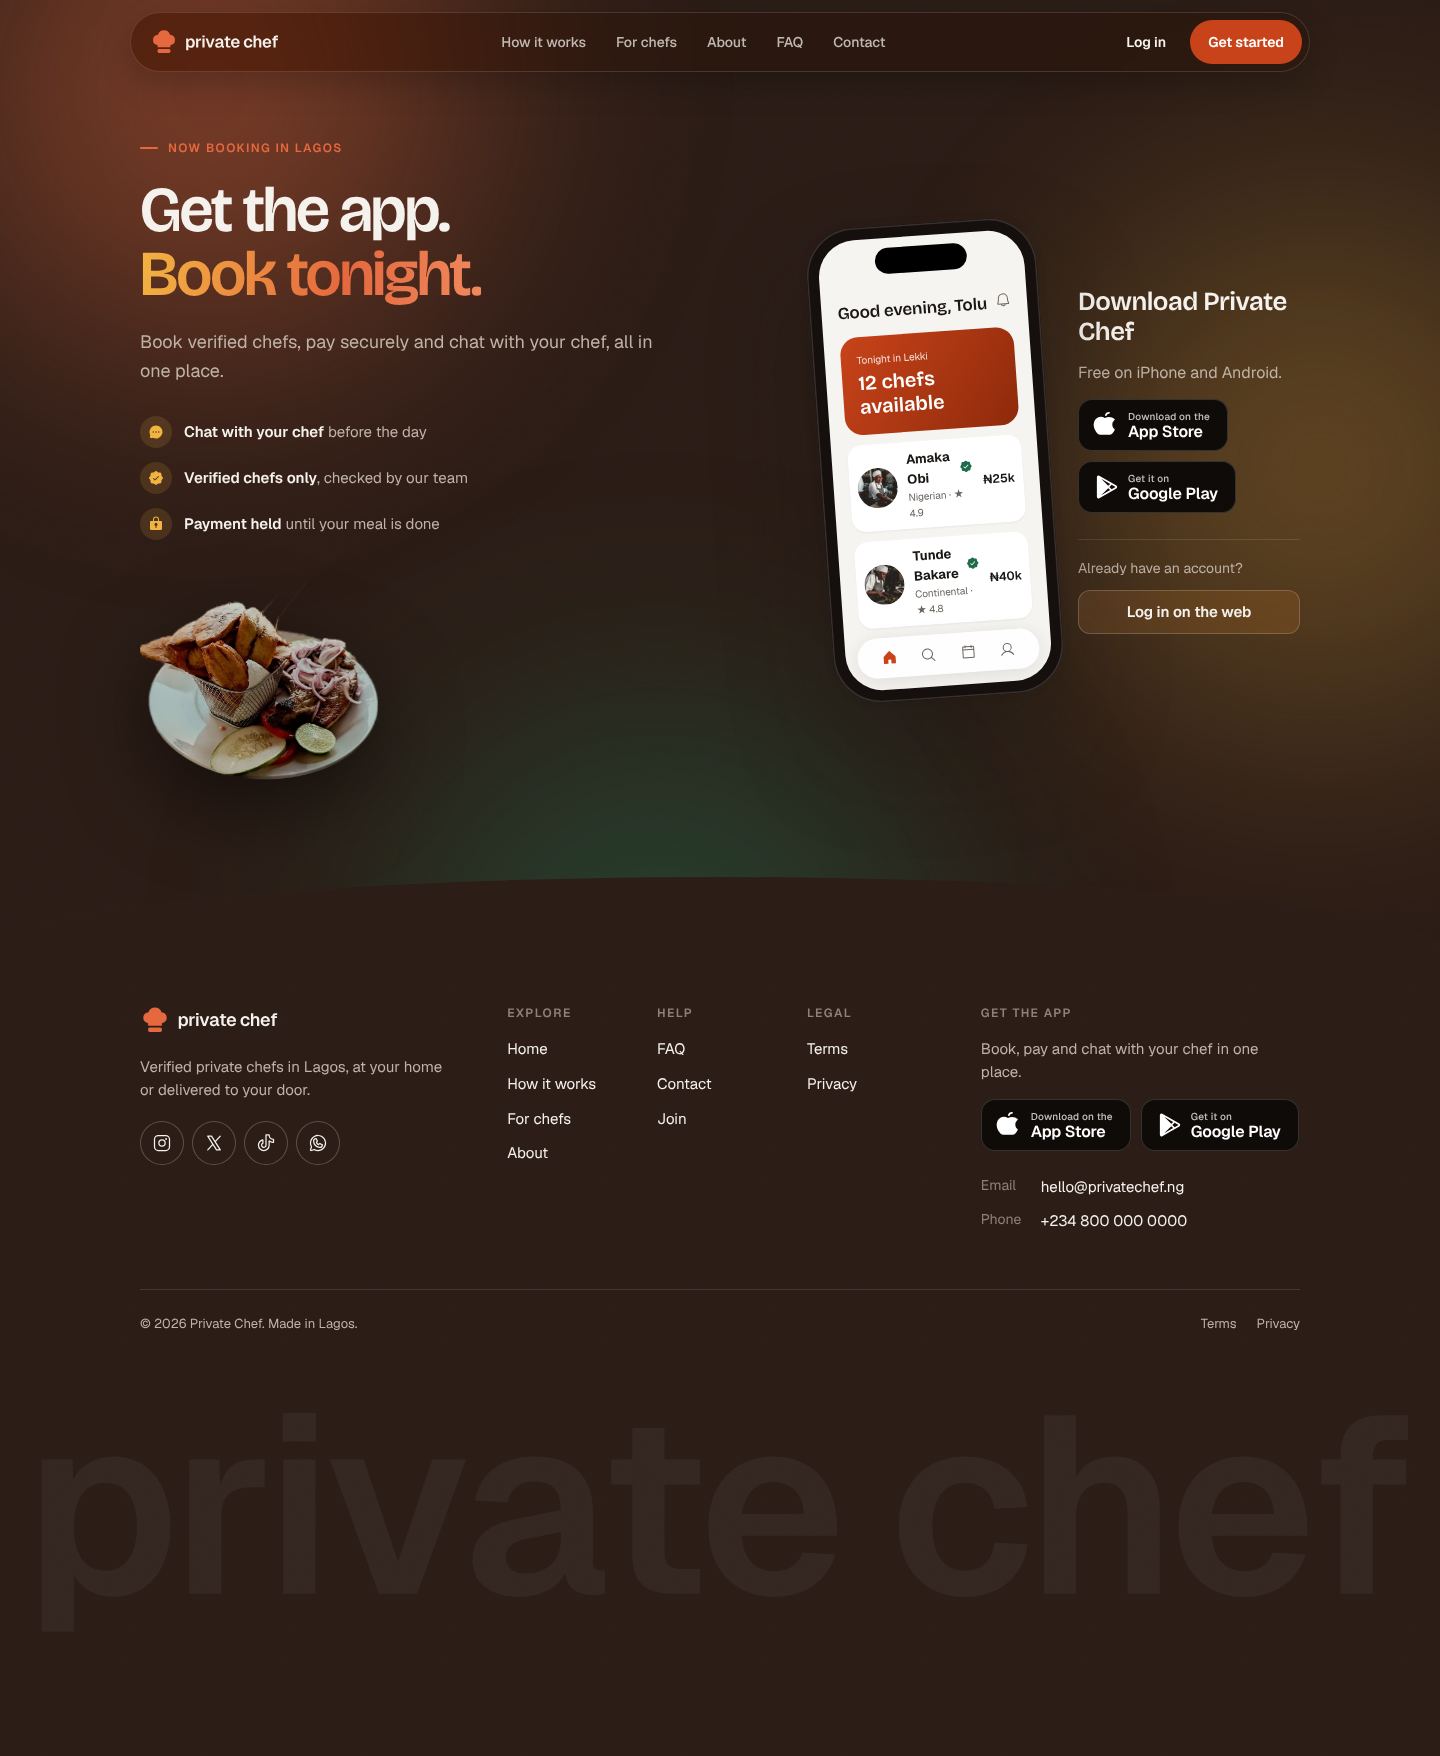 private chef
How it works
For chefs
About
FAQ
Contact
Log in
Get started
NOW BOOKING IN LAGOS
Get the app.
Book tonight.
Book verified chefs, pay securely and chat with your chef, all in
one place.
Chat with your chef before the day
Verified chefs only, checked by our team
Payment held until your meal is done
Good evening, Tolu
Tonight in Lekki
12 chefs
available
Amaka
Obi
Nigerian · ★
4.9
₦25k
Tunde
Bakare
Continental ·
★ 4.8
₦40k
Download Private
Chef
Free on iPhone and Android.
Download on the
App Store
Get it on
Google Play
Already have an account?
Log in on the web
private chef
Verified private chefs in Lagos, at your home
or delivered to your door.
EXPLORE
Home
How it works
For chefs
About
HELP
FAQ
Contact
Join
LEGAL
Terms
Privacy
GET THE APP
Book, pay and chat with your chef in one
place.
Download on the
App Store
Get it on
Google Play
Email hello@privatechef.ng
Phone +234 800 000 0000
© 2026 Private Chef. Made in Lagos.
Terms
Privacy
private chef